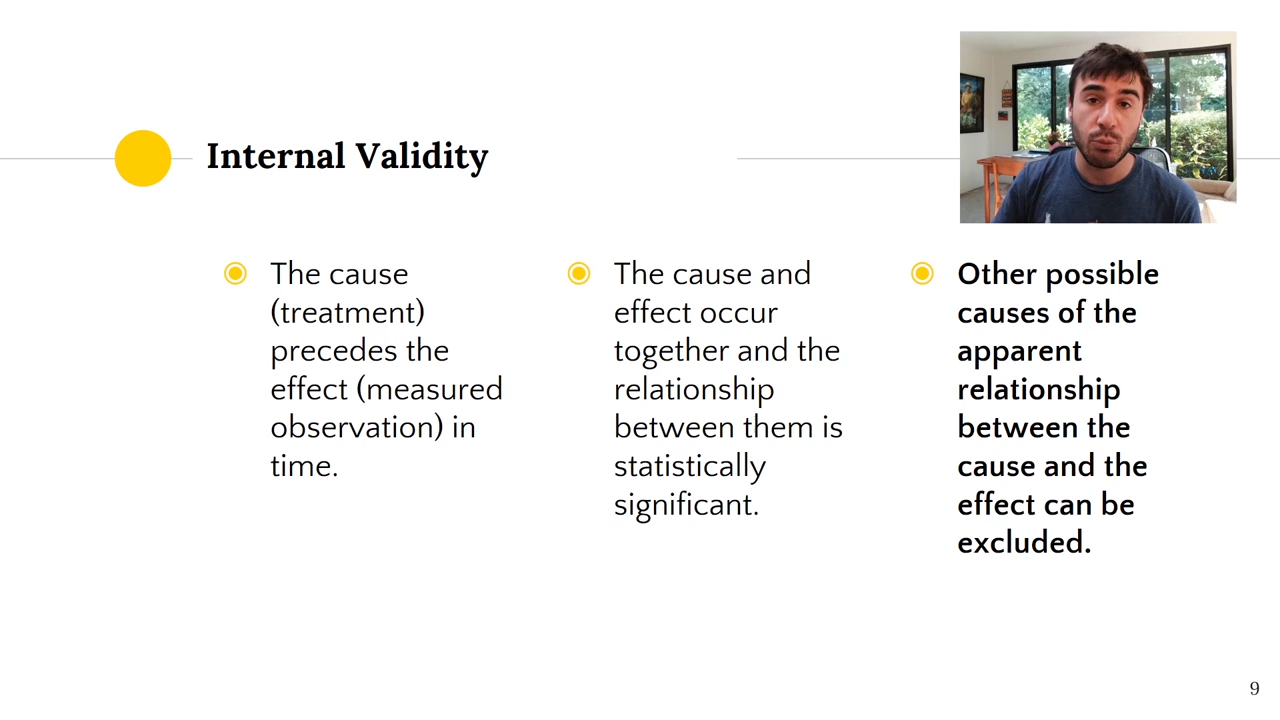 Internal Validity
The cause
(treatment)
precedes the
effect (measured
observation) in
time.
The cause and
effect occur
together and the
relationship
between them is
statistically
significant.
Other possible
causes of the
apparent
relationship
between the
cause and the
effect can be
excluded.
9